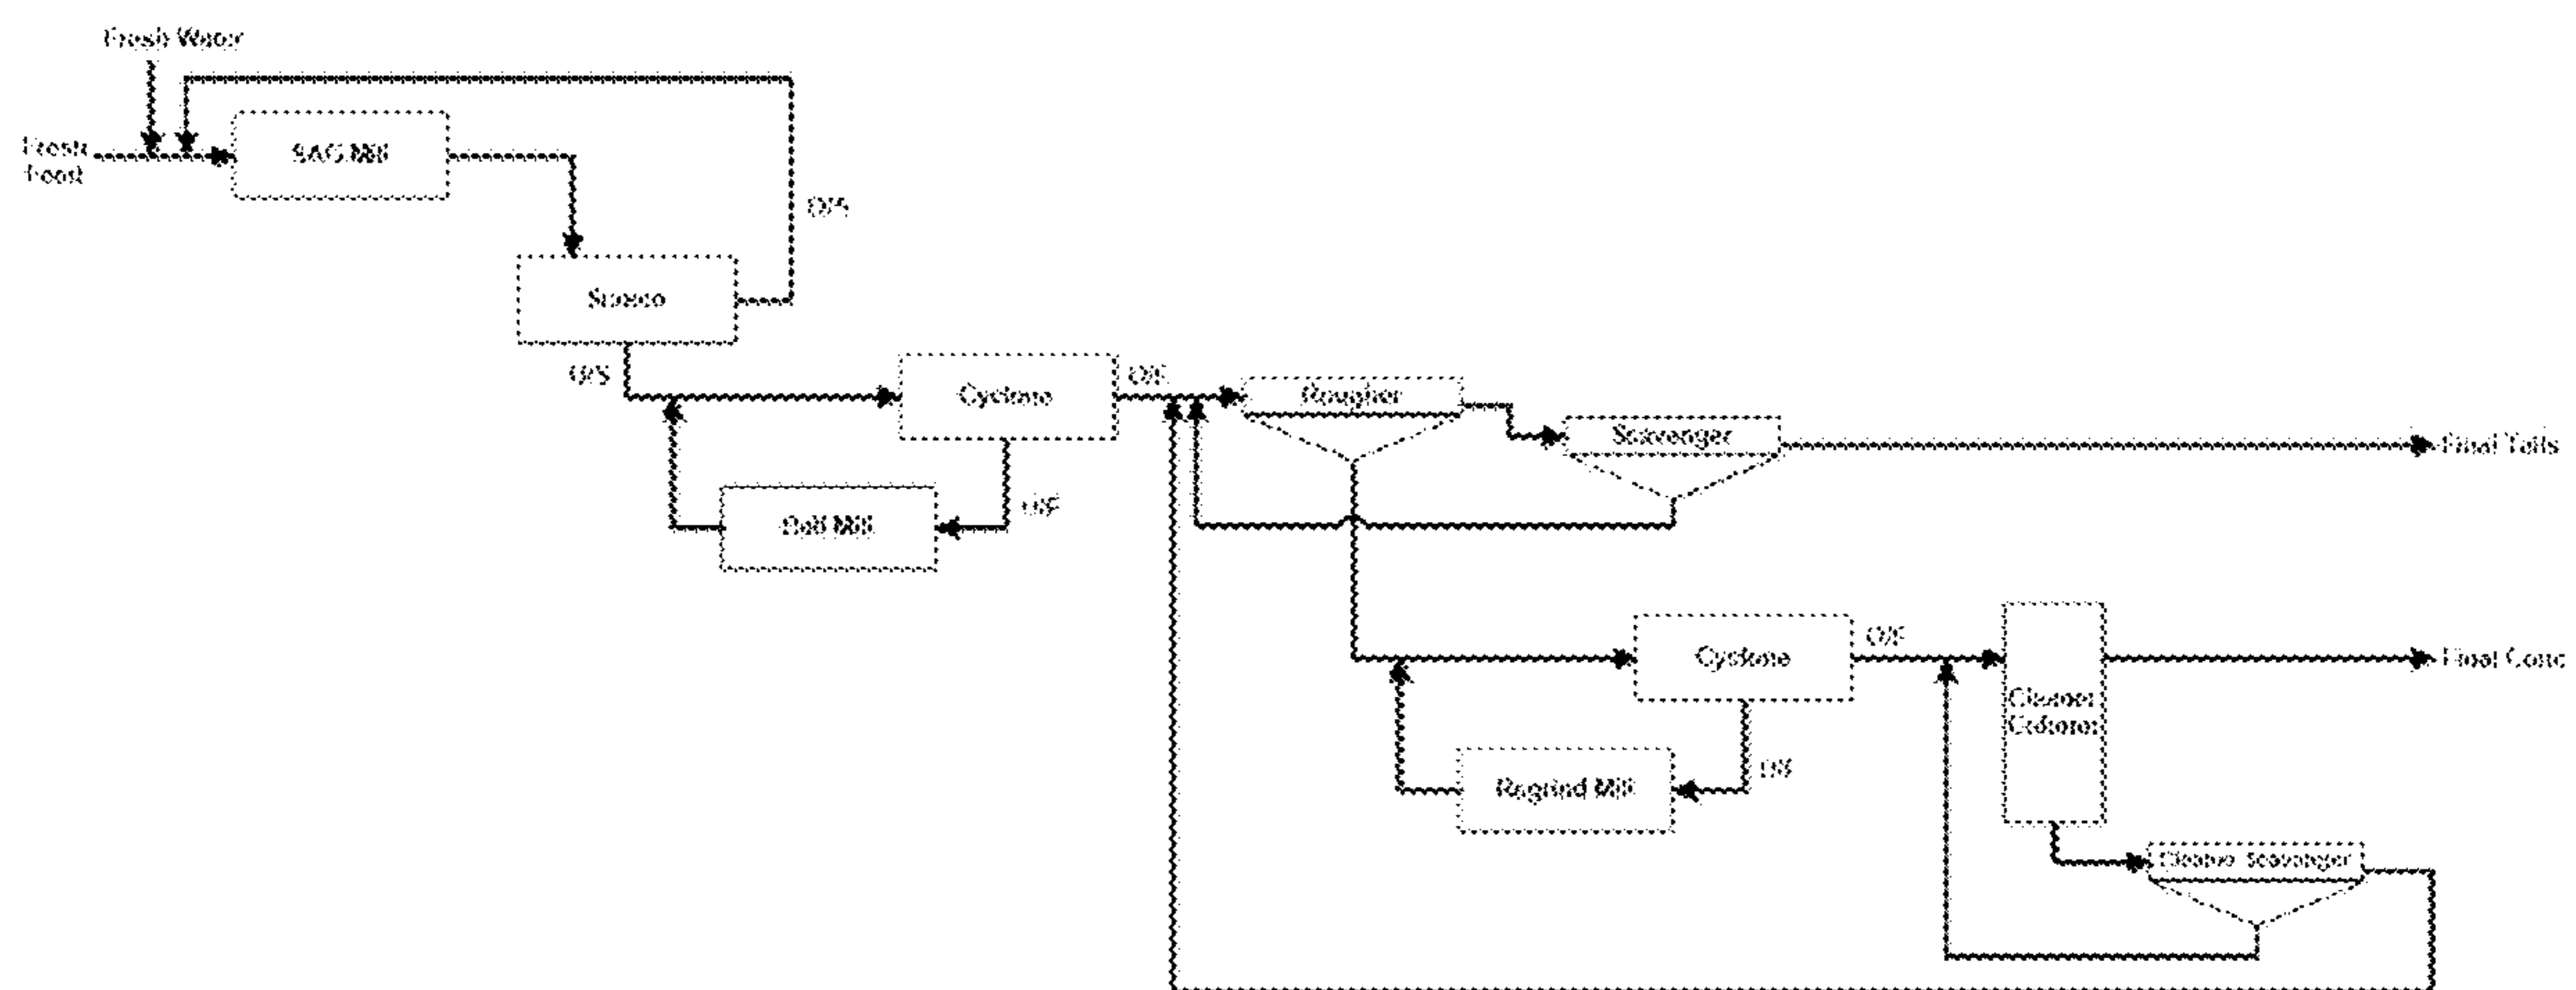 Fresh Water
Fresh
Feed
SAG Mill
O/S
Screen
U/S
Cyclone
O/F
Rougher
Scavenger
Final Tails
Ball Mill
U/F
Cyclone
O/F
Cleaner
Column
Final Conc
Regrind Mill
U/F
Cleaner Scavenger